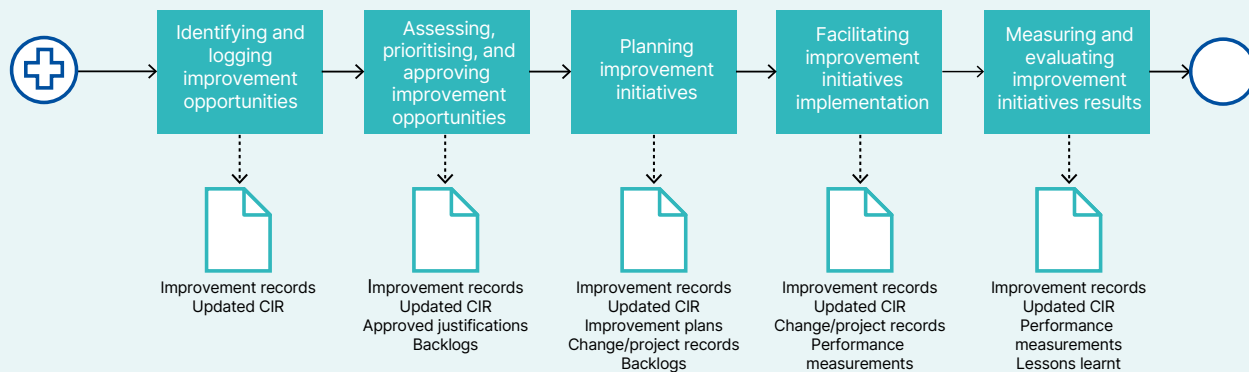 Identifying and
logging
improvement
opportunities
Assessing,
prioritising, and
approving
improvement
opportunities
Planning
improvement
initiatives
Facilitating
improvement
initiatives
implementation
Measuring and
evaluating
improvement
initiatives results
Improvement records
Updated CIR
Improvement records
Updated CIR
Approved justifications
Backlogs
Improvement records
Updated CIR
Improvement plans
Change/project records
Backlogs
Improvement records
Updated CIR
Change/project records
Performance
measurements
Improvement records
Updated CIR
Performance
measurements
Lessons learnt